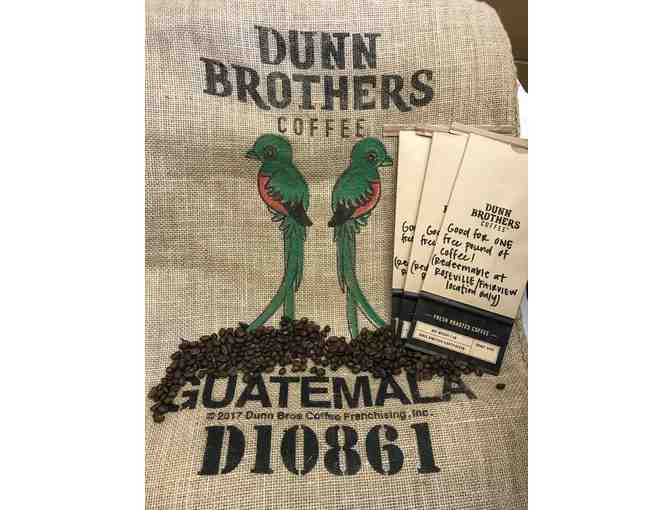 DUNN
BROTHERS
COFFEE
DUNN
BROTHERS
COFFEE
Good for ONE
free pound of
coffee!
(Redeemable at
ROSEVILLE/FAIRVIEW
location only)
FRESH ROASTED COFFEE
GUATEMALA
© 2017 Dunn Bros Coffee Franchising, Inc.
D10861